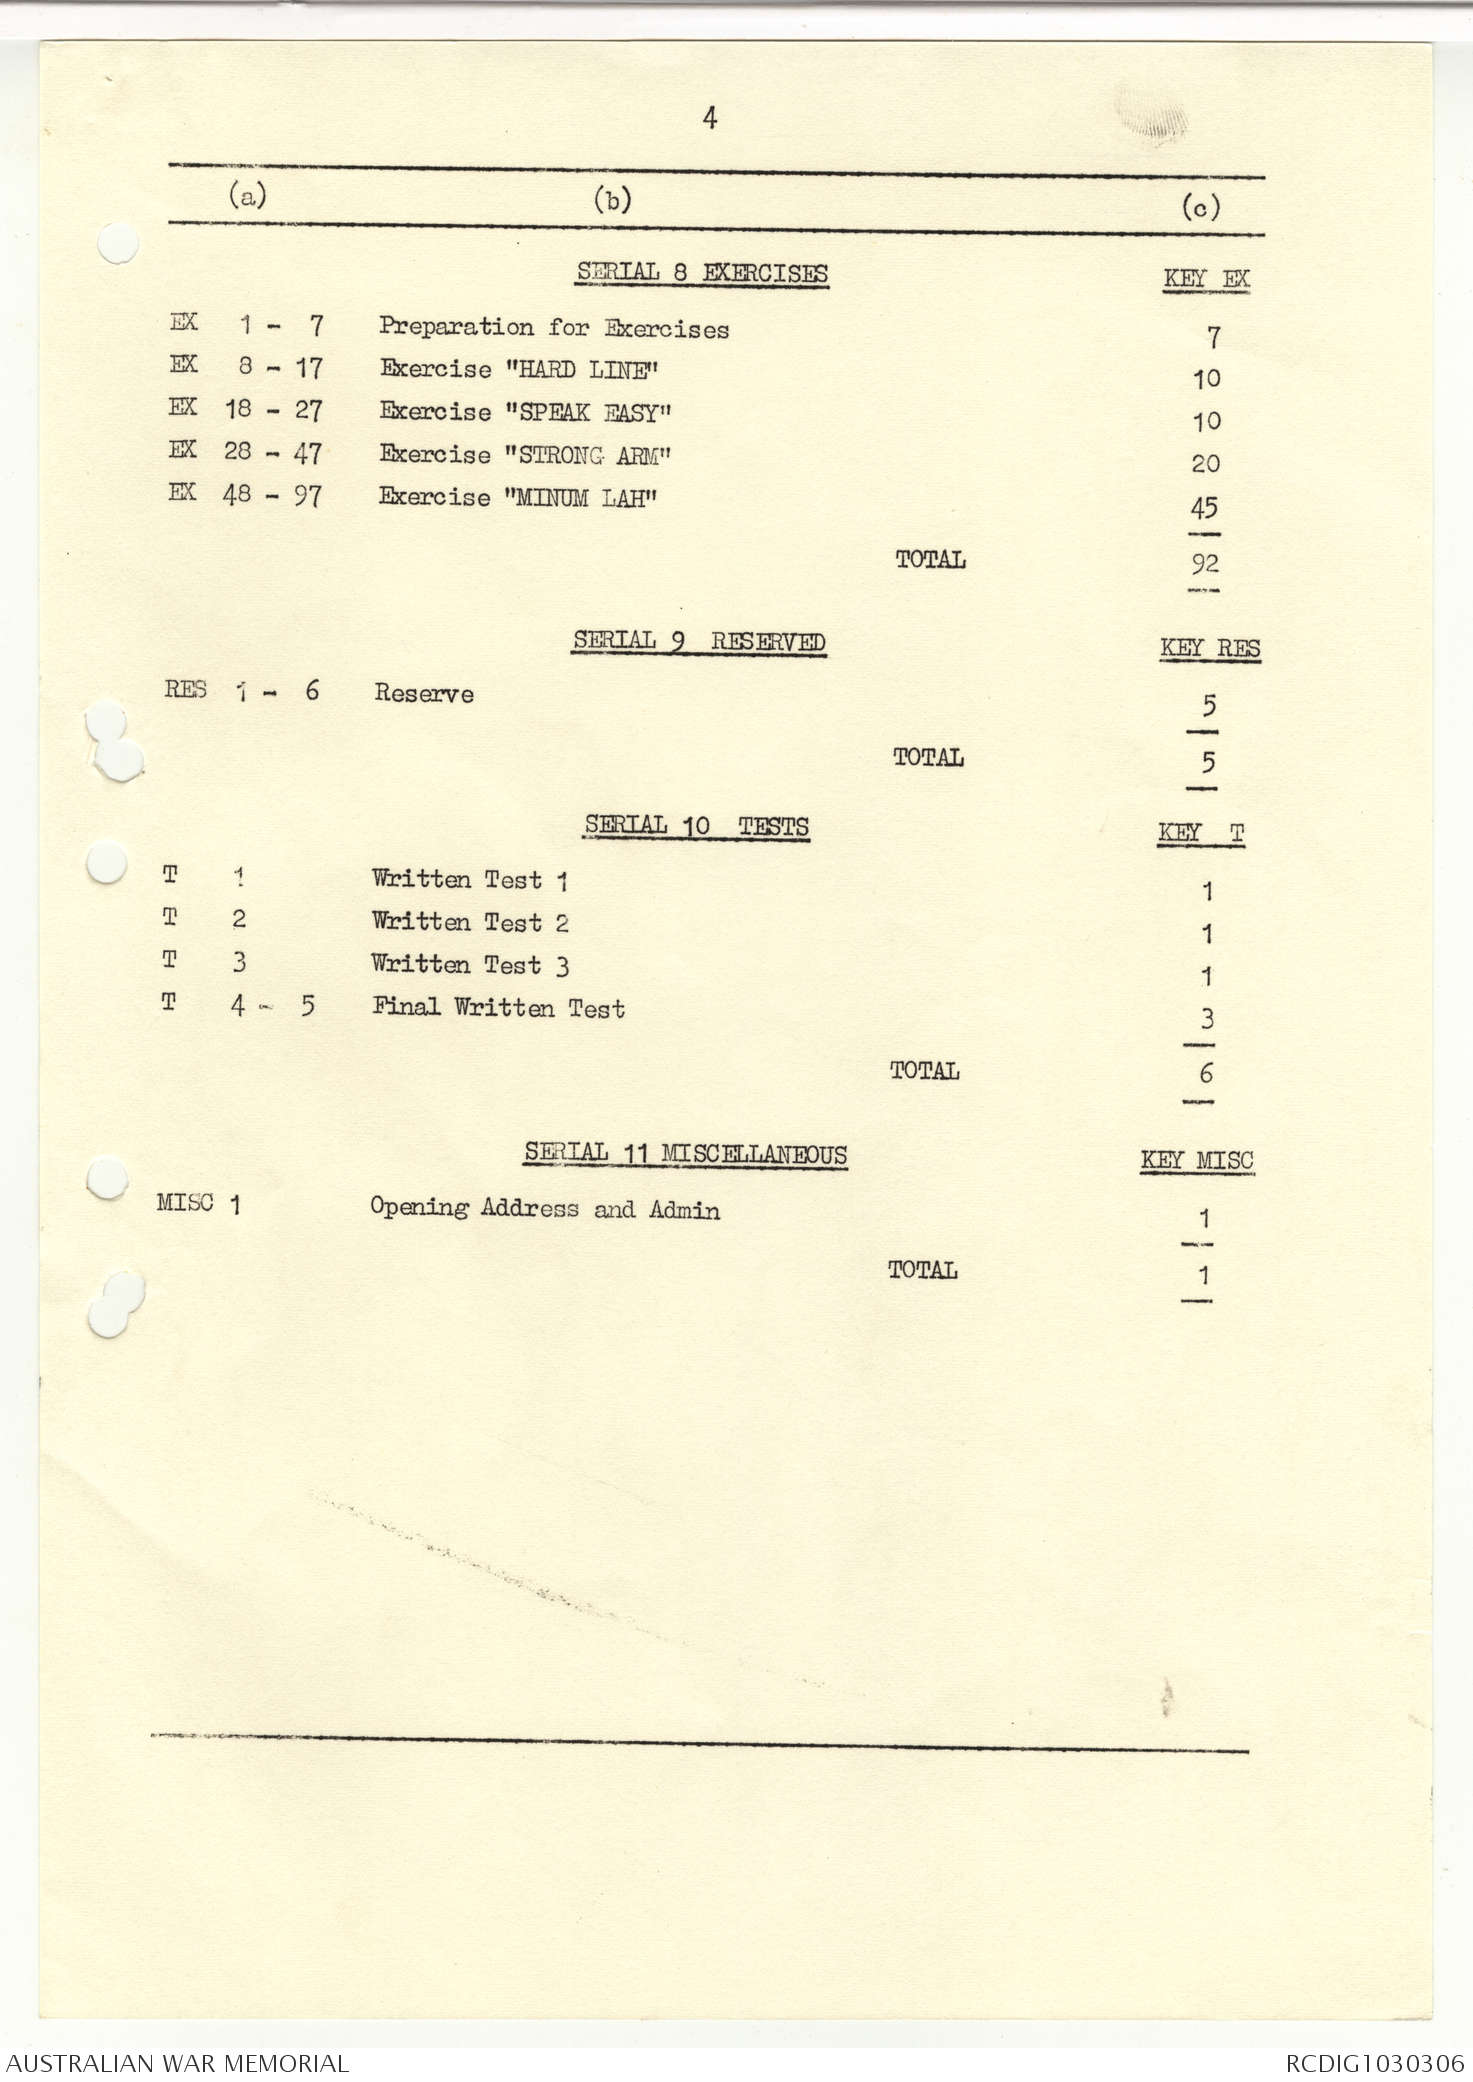 4
(a) (b) (c)
SERIAL 8 EXERCISES KEY EX
EX 1 - 7 Preparation for Exercises 7
EX 8 - 17 Exercise "HARD LINE" 10
EX 18 - 27 Exercise "SPEAK EASY" 10
EX 28 - 47 Exercise "STRONG ARM" 20
EX 48 - 97 Exercise "MINUM LAH" 45
TOTAL 92
SERIAL 9 RESERVED KEY RES
RES 1 - 6 Reserve 5
TOTAL 5
SERIAL 10 TESTS KEY T
T 1 Written Test 1 1
T 2 Written Test 2 1
T 3 Written Test 3 1
T 4 - 5 Final Written Test 3
TOTAL 6
SERIAL 11 MISCELLANEOUS KEY MISC
MISC 1 Opening Address and Admin 1
TOTAL 1
AUSTRALIAN WAR MEMORIAL RCDIG1030306